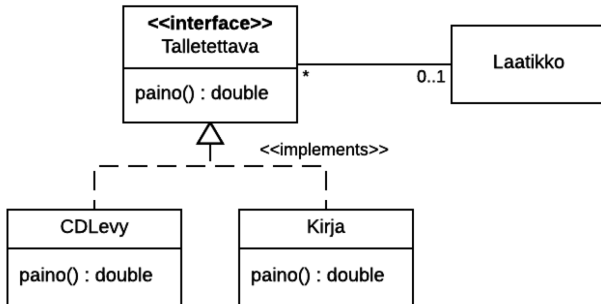 <<interface>>
Talletettava
paino() : double
*
0..1
Laatikko
<<implements>>
CDLevy
paino() : double
Kirja
paino() : double